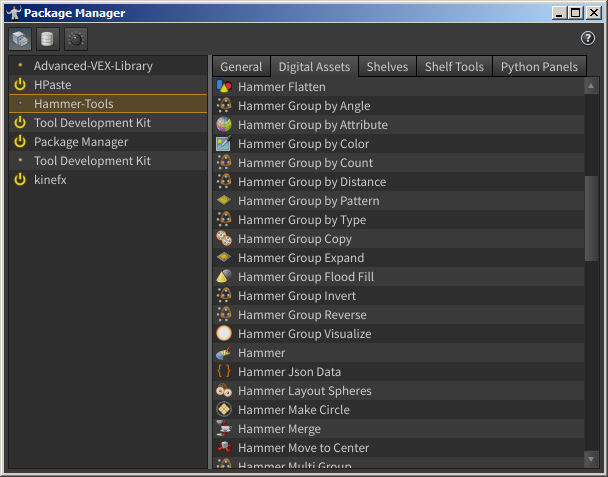 Package Manager
?
Advanced-VEX-Library
HPaste
Hammer-Tools
Tool Development Kit
Package Manager
Tool Development Kit
kinefx
General Digital Assets Shelves Shelf Tools Python Panels
Hammer Flatten
Hammer Group by Angle
Hammer Group by Attribute
Hammer Group by Color
Hammer Group by Count
Hammer Group by Distance
Hammer Group by Pattern
Hammer Group by Type
Hammer Group Copy
Hammer Group Expand
Hammer Group Flood Fill
Hammer Group Invert
Hammer Group Reverse
Hammer Group Visualize
Hammer
Hammer Json Data
Hammer Layout Spheres
Hammer Make Circle
Hammer Merge
Hammer Move to Center
Hammer Multi Group